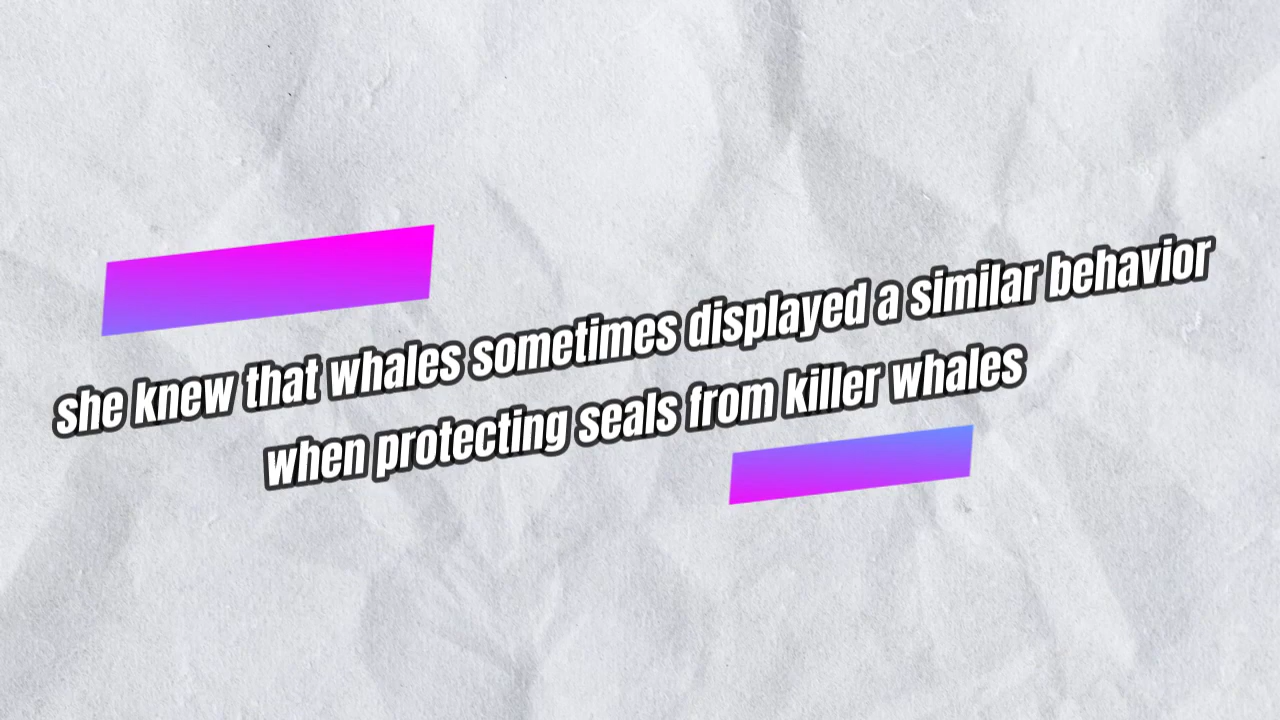 she knew that whales sometimes displayed a similar behavior
when protecting seals from killer whales